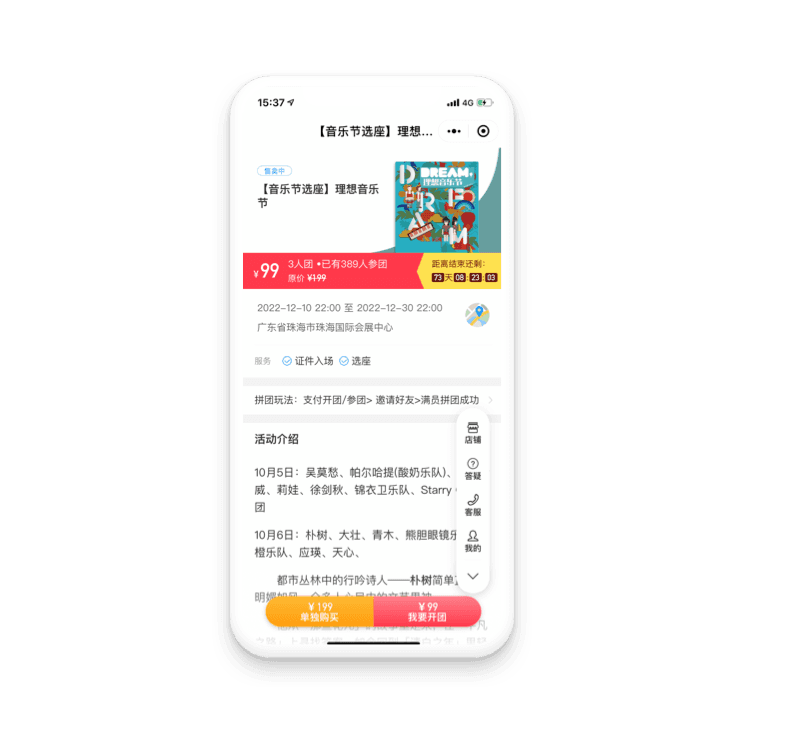 15:37
4G
【音乐节选座】理想...
售卖中
【音乐节选座】理想音乐
节
DREAM
理想音乐节
¥99
3人团 •已有389人参团
原价 ¥199
距离结束还剩：
73 天 08 : 23 : 03
2022-12-10 22:00 至 2022-12-30 22:00
广东省珠海市珠海国际会展中心
服务 证件入场 选座
拼团玩法：支付开团/参团> 邀请好友>满员拼团成功
店铺
答疑
客服
我的
活动介绍
10月5日：吴莫愁、帕尔哈提(酸奶乐队)、
威、莉娃、徐剑秋、锦衣卫乐队、Starry
团
10月6日：朴树、大壮、青木、熊胆眼镜乐
橙乐队、应瑛、天心、
都市丛林中的行吟诗人——朴树简单
¥ 199
单独购买
¥ 99
我要开团